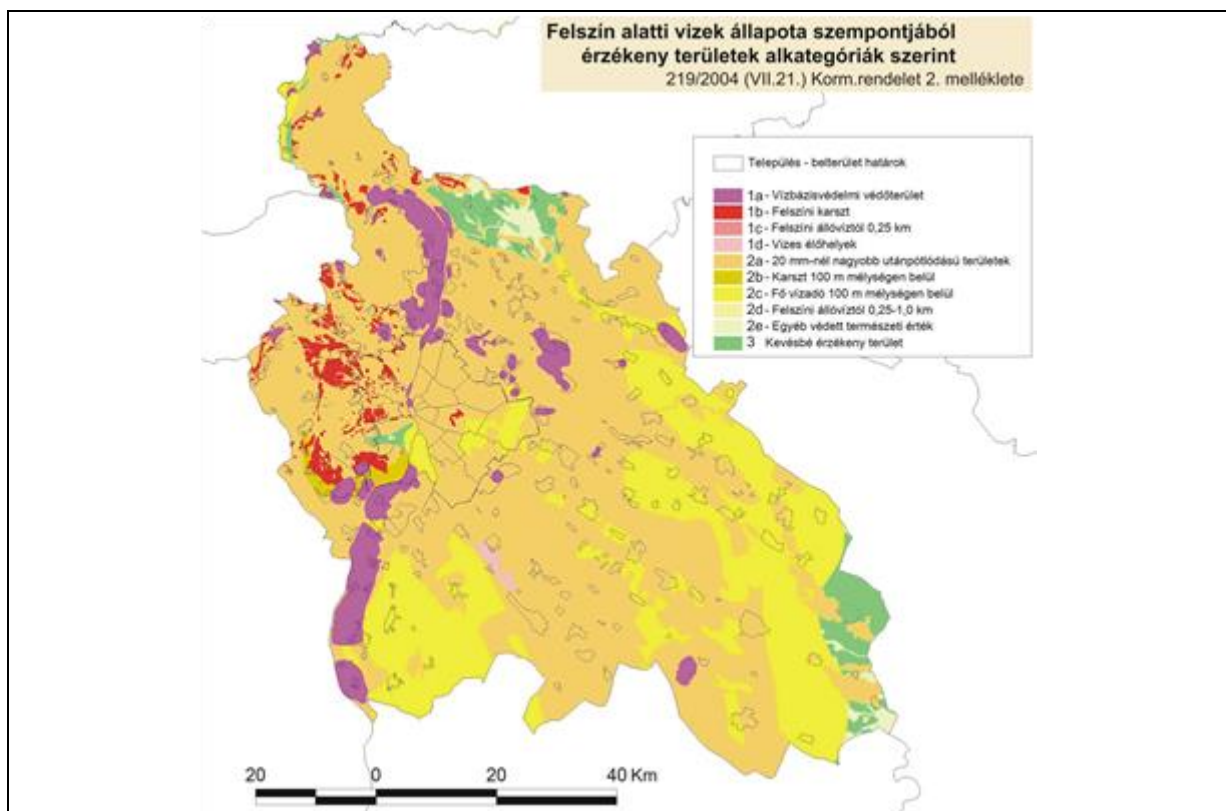 Felszín alatti vizek állapota szempontjából
érzékeny területek alkategóriák szerint
219/2004 (VII.21.) Korm.rendelet 2. melléklete
Település - belterület határok
1a - Vízbázisvédelmi védőterület
1b - Felszíni karszt
1c - Felszíni állóvíztől 0,25 km
1d - Vizes élőhelyek
2a - 20 mm-nél nagyobb utánpótlódású területek
2b - Karszt 100 m mélységen belül
2c - Fő vízadó 100 m mélységen belül
2d - Felszíni állóvíztől 0,25-1,0 km
2e - Egyéb védett természeti érték
3 Kevésbé érzékeny terület
20 0 20 40 Km